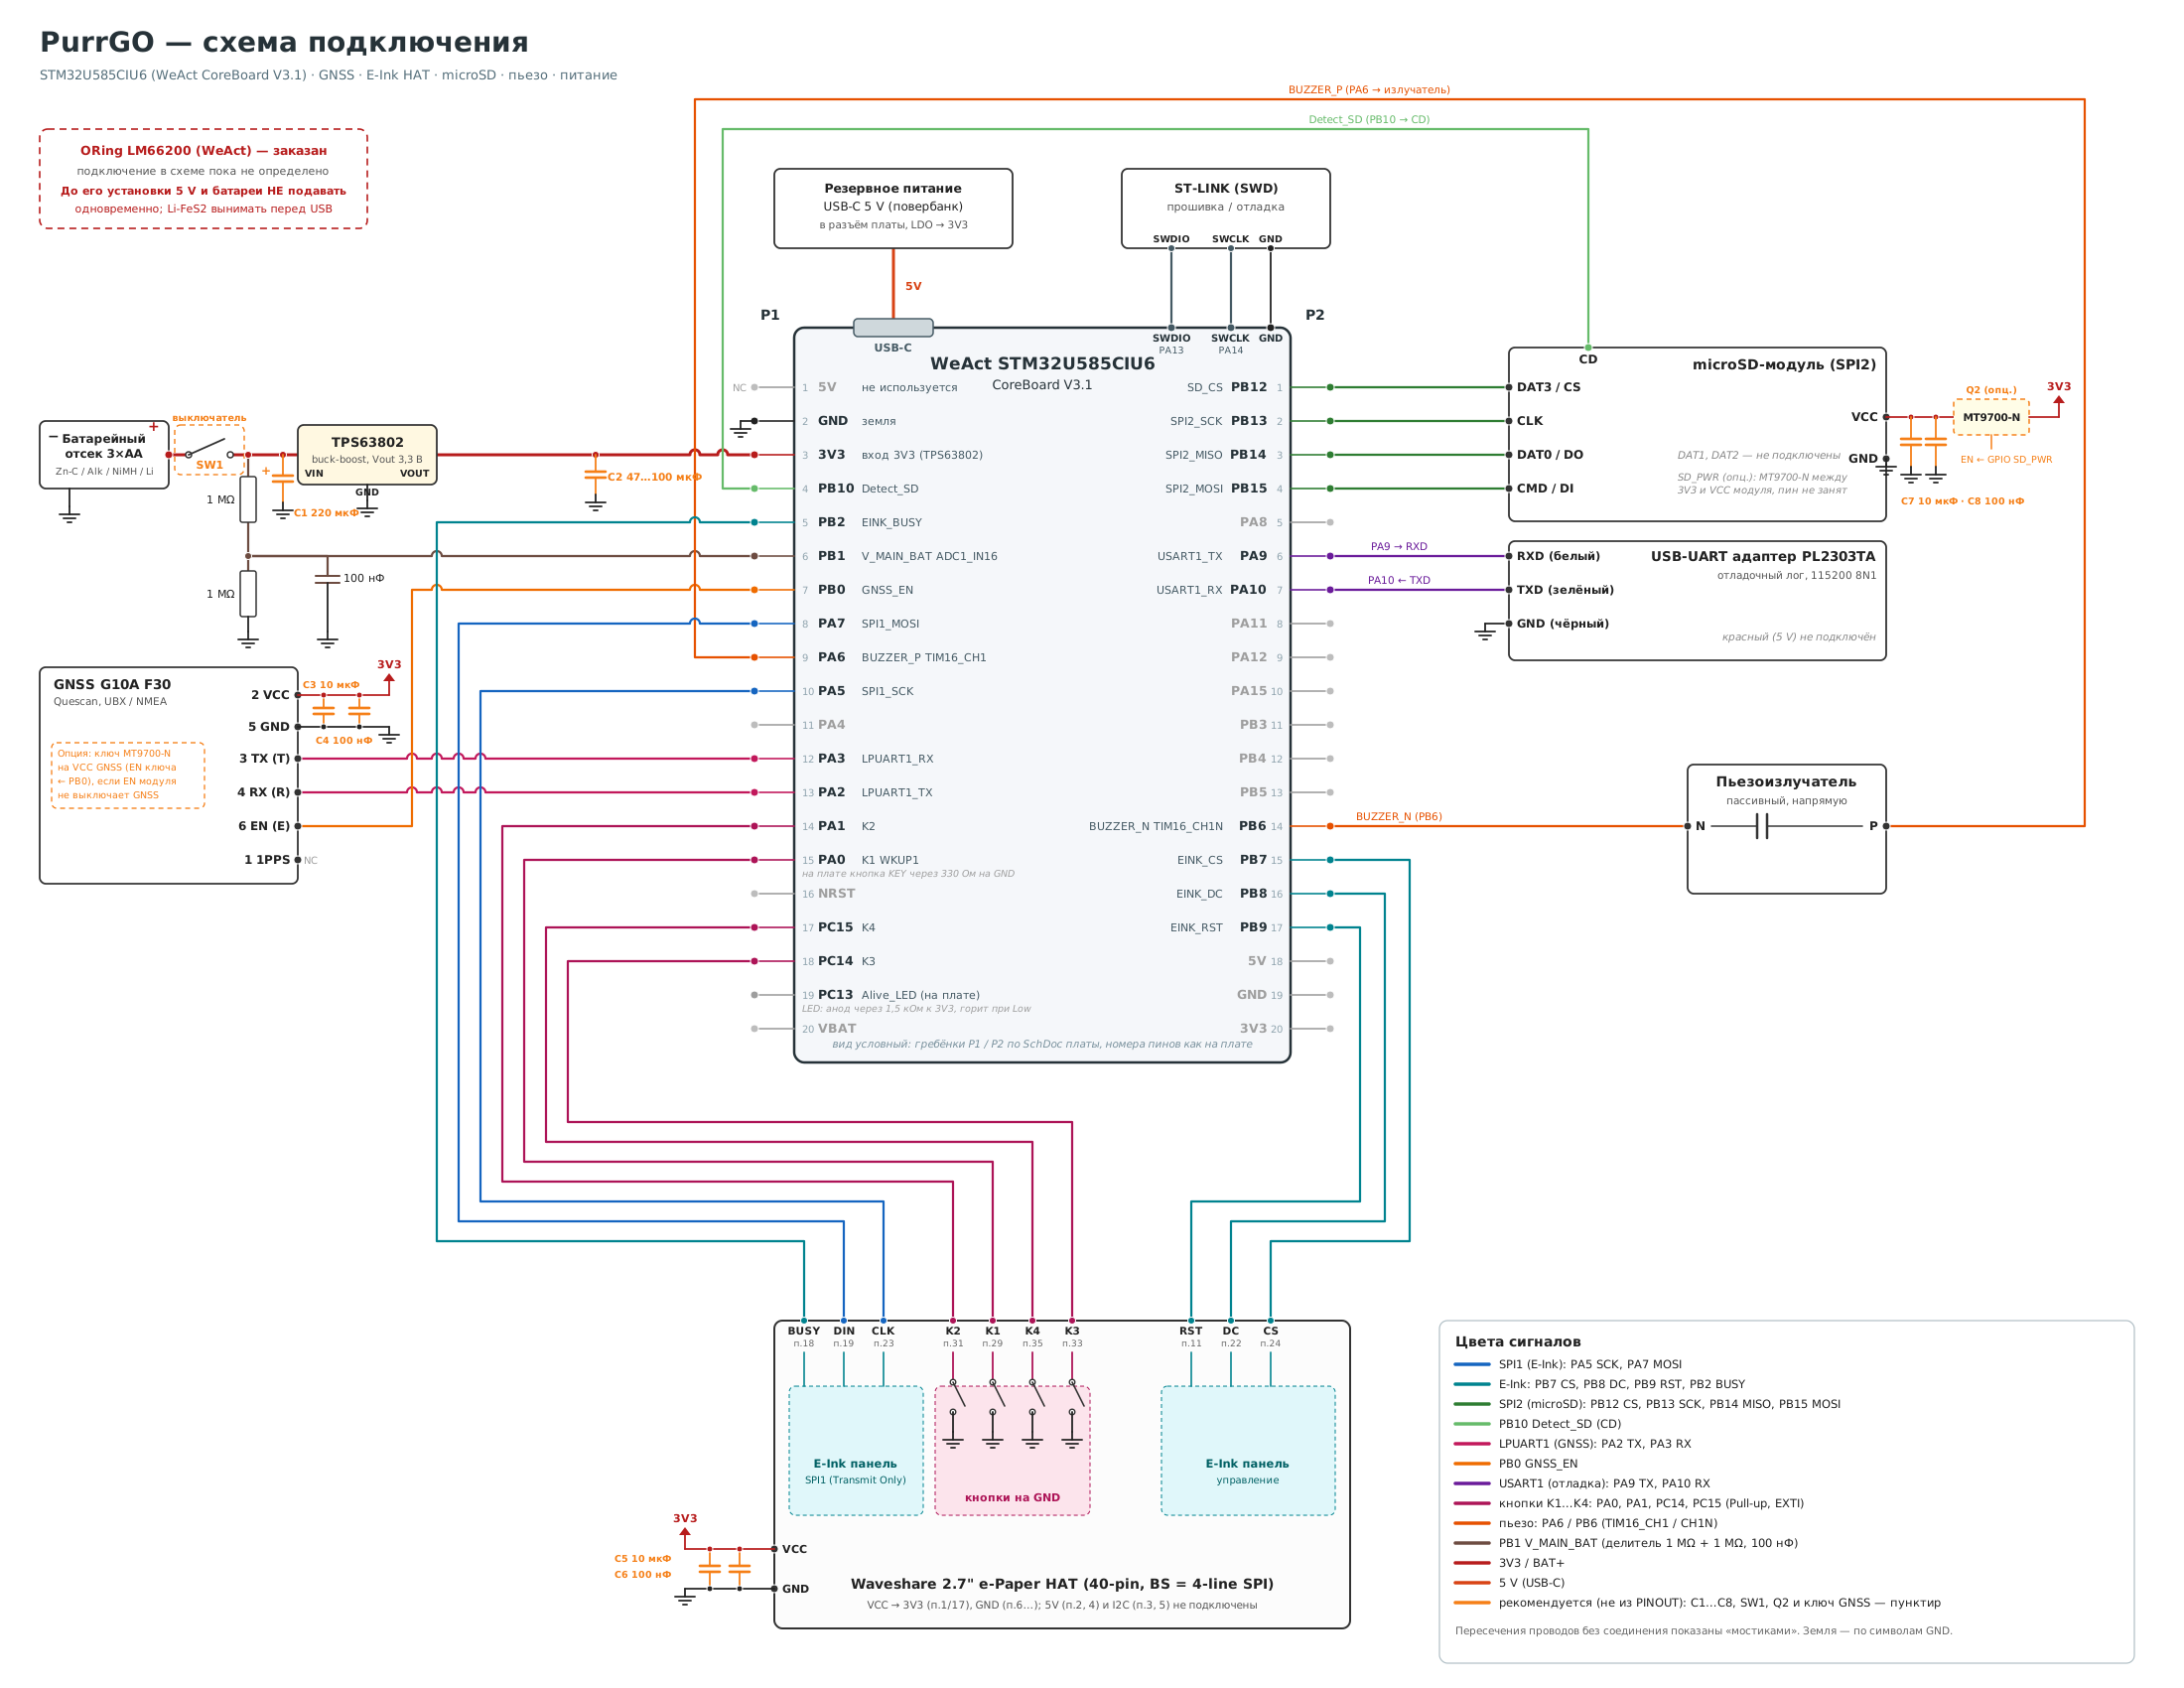 PurrGO — схема подключения
STM32U585CIU6 (WeAct CoreBoard V3.1) · GNSS · E-Ink HAT · microSD · пьезо · питание
BUZZER_P (PA6 → излучатель)
Detect_SD (PB10 → CD)
ORing LM66200 (WeAct) — заказан
подключение в схеме пока не определено
До его установки 5 V и батареи НЕ подавать
одновременно; Li-FeS2 вынимать перед USB
Резервное питание
USB-C 5 V (повербанк)
в разъём платы, LDO → 3V3
5V
ST-LINK (SWD)
прошивка / отладка
SWDIO SWCLK GND
P1
P2
USB-C
SWDIO SWCLK GND
PA13 PA14
WeAct STM32U585CIU6
CoreBoard V3.1
NC 1 5V не используется
2 GND земля
3 3V3 вход 3V3 (TPS63802)
4 PB10 Detect_SD
5 PB2 EINK_BUSY
6 PB1 V_MAIN_BAT ADC1_IN16
7 PB0 GNSS_EN
8 PA7 SPI1_MOSI
9 PA6 BUZZER_P TIM16_CH1
10 PA5 SPI1_SCK
11 PA4
12 PA3 LPUART1_RX
13 PA2 LPUART1_TX
14 PA1 K2
15 PA0 K1 WKUP1
на плате кнопка KEY через 330 Ом на GND
16 NRST
17 PC15 K4
18 PC14 K3
19 PC13 Alive_LED (на плате)
LED: анод через 1,5 кОм к 3V3, горит при Low
20 VBAT
SD_CS PB12 1
SPI2_SCK PB13 2
SPI2_MISO PB14 3
SPI2_MOSI PB15 4
PA8 5
USART1_TX PA9 6
USART1_RX PA10 7
PA11 8
PA12 9
PA15 10
PB3 11
PB4 12
PB5 13
BUZZER_N TIM16_CH1N PB6 14
EINK_CS PB7 15
EINK_DC PB8 16
EINK_RST PB9 17
5V 18
GND 19
3V3 20
вид условный: гребёнки P1 / P2 по SchDoc платы, номера пинов как на плате
− +
Батарейный
отсек 3×AA
Zn-C / Alk / NiMH / Li
выключатель
SW1
TPS63802
buck-boost, Vout 3,3 В
VIN VOUT
GND
+
C1 220 мкФ
C2 47…100 мкФ
1 MΩ
1 MΩ
100 нФ
GNSS G10A F30
Quescan, UBX / NMEA
2 VCC
5 GND
3 TX (T)
4 RX (R)
6 EN (E)
1 1PPS NC
C3 10 мкФ
3V3
C4 100 нФ
Опция: ключ MT9700-N
на VCC GNSS (EN ключа
← PB0), если EN модуля
не выключает GNSS
CD
microSD-модуль (SPI2)
DAT3 / CS
CLK
DAT0 / DO
CMD / DI
VCC
GND
DAT1, DAT2 — не подключены
SD_PWR (опц.): MT9700-N между
3V3 и VCC модуля, пин не занят
Q2 (опц.)
MT9700-N
3V3
EN ← GPIO SD_PWR
C7 10 мкФ · C8 100 нФ
PA9 → RXD
PA10 ← TXD
RXD (белый)
TXD (зелёный)
GND (чёрный)
USB-UART адаптер PL2303TA
отладочный лог, 115200 8N1
красный (5 V) не подключён
BUZZER_N (PB6)
Пьезоизлучатель
пассивный, напрямую
N P
BUSY DIN CLK K2 K1 K4 K3 RST DC CS
п.18 п.19 п.23 п.31 п.29 п.35 п.33 п.11 п.22 п.24
E-Ink панель
SPI1 (Transmit Only)
кнопки на GND
E-Ink панель
управление
3V3
C5 10 мкФ
C6 100 нФ
VCC
GND
Waveshare 2.7" e-Paper HAT (40-pin, BS = 4-line SPI)
VCC → 3V3 (п.1/17), GND (п.6…); 5V (п.2, 4) и I2C (п.3, 5) не подключены
Цвета сигналов
SPI1 (E-Ink): PA5 SCK, PA7 MOSI
E-Ink: PB7 CS, PB8 DC, PB9 RST, PB2 BUSY
SPI2 (microSD): PB12 CS, PB13 SCK, PB14 MISO, PB15 MOSI
PB10 Detect_SD (CD)
LPUART1 (GNSS): PA2 TX, PA3 RX
PB0 GNSS_EN
USART1 (отладка): PA9 TX, PA10 RX
кнопки K1…K4: PA0, PA1, PC14, PC15 (Pull-up, EXTI)
пьезо: PA6 / PB6 (TIM16_CH1 / CH1N)
PB1 V_MAIN_BAT (делитель 1 MΩ + 1 MΩ, 100 нФ)
3V3 / BAT+
5 V (USB-C)
рекомендуется (не из PINOUT): C1…C8, SW1, Q2 и ключ GNSS — пунктир
Пересечения проводов без соединения показаны «мостиками». Земля — по символам GND.